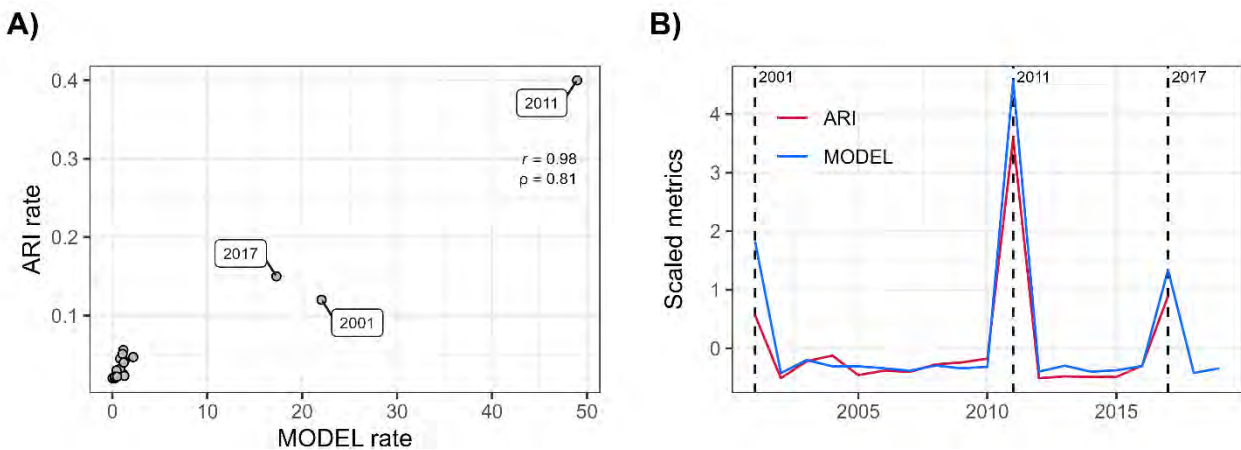 A)
ARI rate
0.4
0.3
0.2
0.1
2011
r = 0.98
ρ = 0.81
2017
2001
0 10 20 30 40 50
MODEL rate
B)
Scaled metrics
4
3
2
1
0
2001 2011 2017
ARI
MODEL
2005 2010 2015